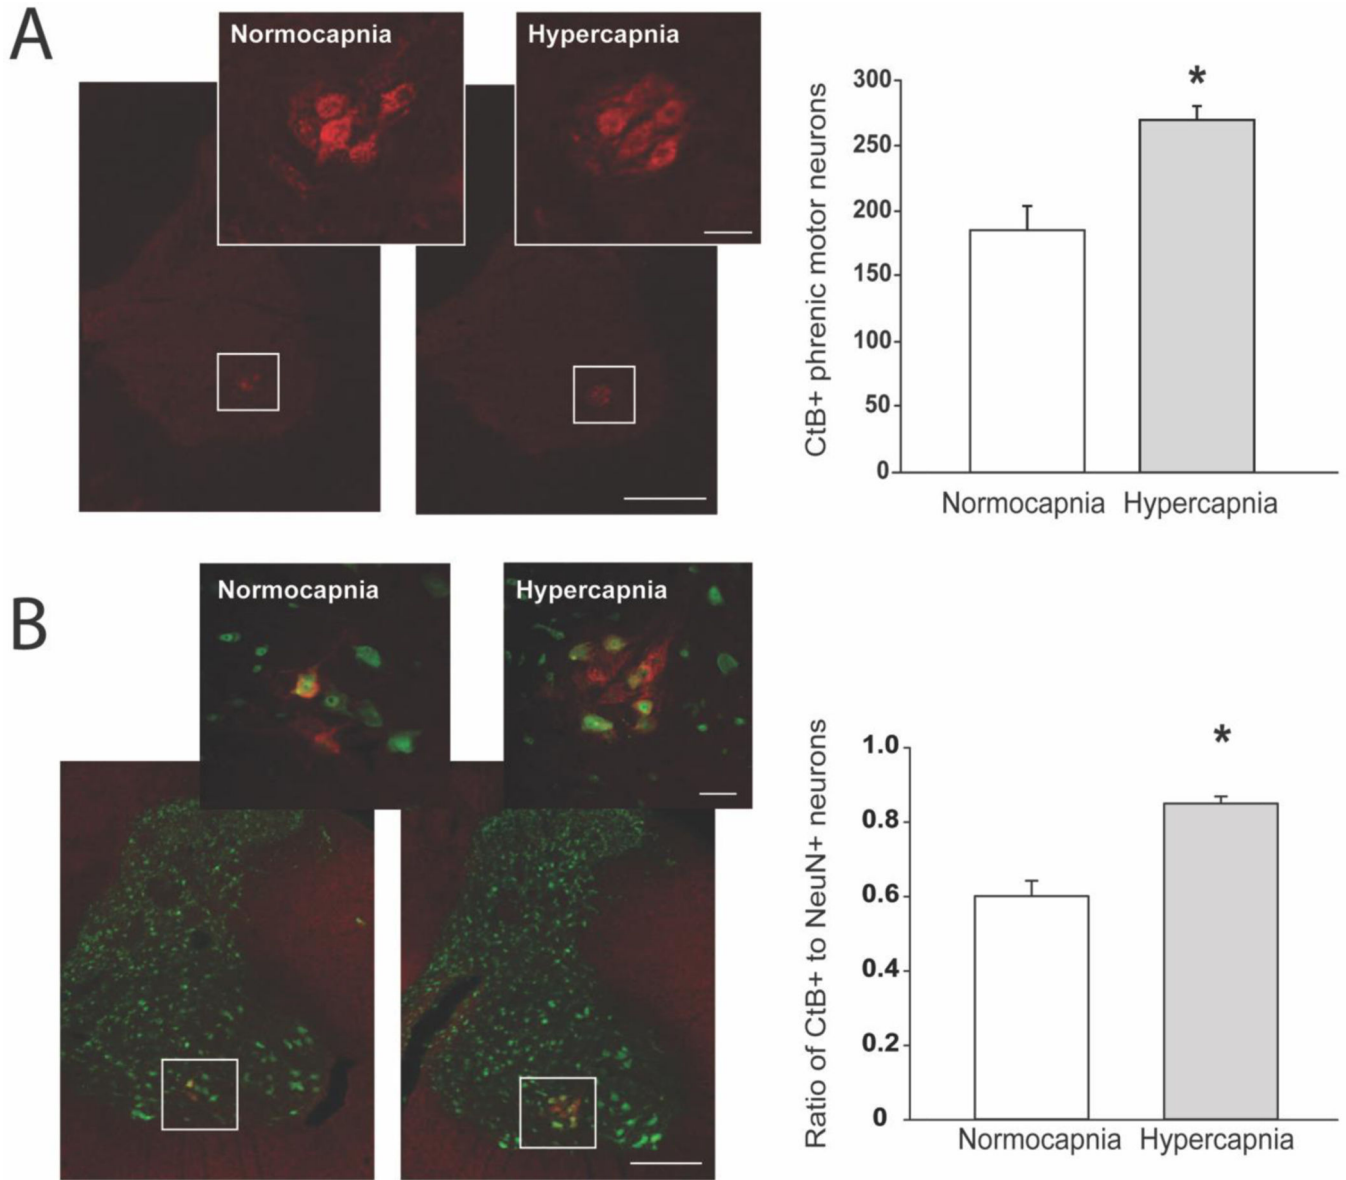 A
Normocapnia
Hypercapnia
CtB+ phrenic motor neurons
300
250
200
150
100
50
0
*
Normocapnia Hypercapnia
B
Normocapnia
Hypercapnia
Ratio of CtB+ to NeuN+ neurons
1.0
0.8
0.6
0.4
0.2
0
*
Normocapnia Hypercapnia